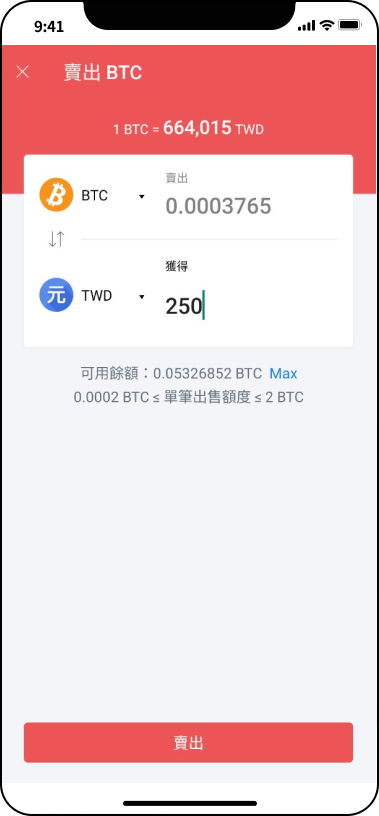 9:41
賣出 BTC
1 BTC = 664,015 TWD
賣出
BTC
0.0003765
獲得
元 TWD
250
可用餘額：0.05326852 BTC Max
0.0002 BTC ≤ 單筆出售額度 ≤ 2 BTC
賣出